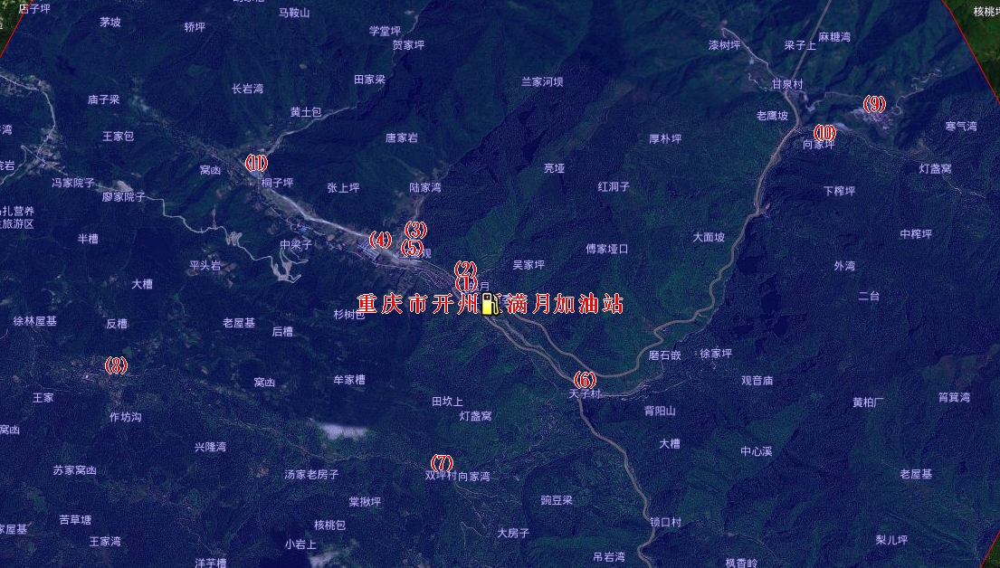 店子坪
马鞍山
核桃坪
茅坡
轿坪
学堂坪
贺家坪
漆树坪
梁子上
麻糖湾
田家梁
兰家河坝
甘泉村
长岩湾
庙子梁
黄土包
(9)
老鹰坡
寒气湾
王家包
唐家岩
厚朴坪
(10)
向家坪
(11)
窝凼
亮垭
灯盏窝
冯家院子
桐子坪
张上坪
陆家湾
红洞子
下榨坪
廖家院子
(3)
半槽
(4)
(5)
中梁子
傅家垭口
大面坡
中榨坪
平头岩
吴家坪
外湾
(2)
(1)
大槽
二台
重庆市开州
满月加油站
杉树包
徐林屋基
反槽
老屋基
后槽
磨石嵌
徐家坪
(8)
窝凼
牟家槽
(6)
天子村
观音庙
王家
田坎上
黄柏厂
筲箕湾
作坊沟
灯盏窝
背阳山
窝凼
兴隆湾
大槽
中心溪
(7)
苏家窝凼
汤家老房子
双坪村
向家湾
老屋基
棠揪坪
豌豆梁
苦草塘
核桃包
锁口村
大房子
王家湾
小岩上
梨儿坪
吊岩湾
洋芋槽
枫香岭